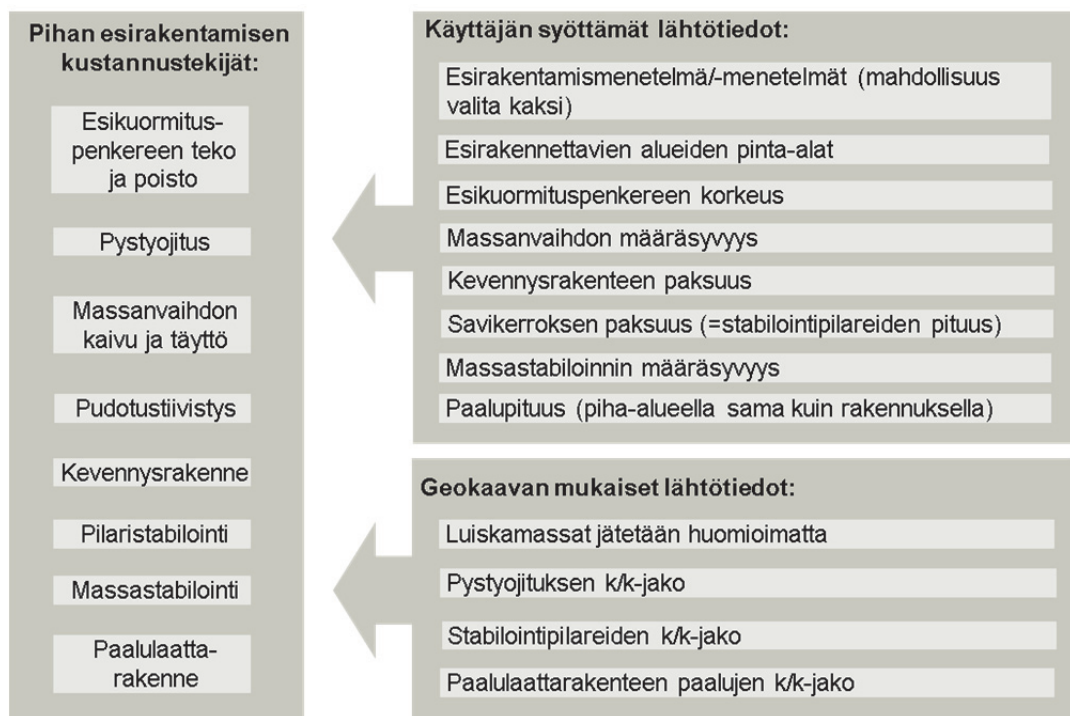 Pihan esirakentamisen
kustannustekijät:
Esikuormitus-
penkereen teko
ja poisto
Pystyojitus
Massanvaihdon
kaivu ja täyttö
Pudotustiivistys
Kevennysrakenne
Pilaristabilointi
Massastabilointi
Paalulaatta-
rakenne
Käyttäjän syöttämät lähtötiedot:
Esirakentamismenetelmä/-menetelmät (mahdollisuus
valita kaksi)
Esirakennettavien alueiden pinta-alat
Esikuormituspenkereen korkeus
Massanvaihdon määräsyvyys
Kevennysrakenteen paksuus
Savikerroksen paksuus (=stabilointipilareiden pituus)
Massastabiloinnin määräsyvyys
Paalupituus (piha-alueella sama kuin rakennuksella)
Geokaavan mukaiset lähtötiedot:
Luiskamassat jätetään huomioimatta
Pystyojituksen k/k-jako
Stabilointipilareiden k/k-jako
Paalulaattarakenteen paalujen k/k-jako